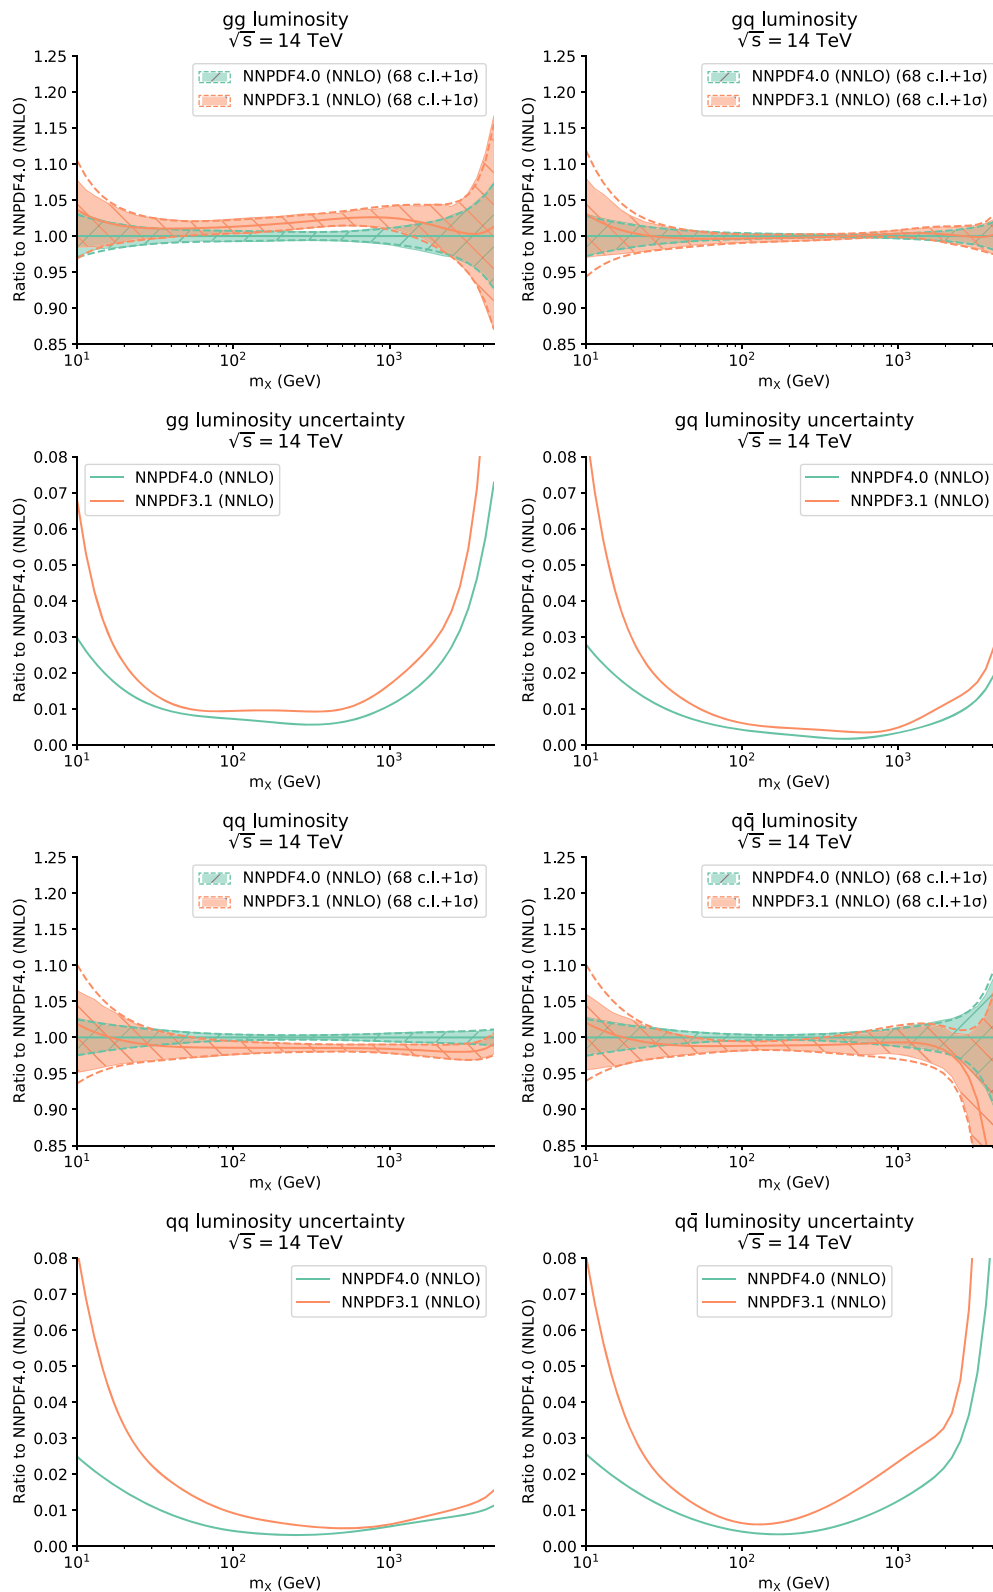 gg luminosity
√s = 14 TeV
Ratio to NNPDF4.0 (NNLO)
1.25
1.20
1.15
1.10
1.05
1.00
0.95
0.90
0.85
NNPDF4.0 (NNLO) (68 c.l.+1σ)
NNPDF3.1 (NNLO) (68 c.l.+1σ)
10¹ 10² 10³
mX (GeV)
gq luminosity
√s = 14 TeV
Ratio to NNPDF4.0 (NNLO)
1.25
1.20
1.15
1.10
1.05
1.00
0.95
0.90
0.85
NNPDF4.0 (NNLO) (68 c.l.+1σ)
NNPDF3.1 (NNLO) (68 c.l.+1σ)
10¹ 10² 10³
mX (GeV)
gg luminosity uncertainty
√s = 14 TeV
Ratio to NNPDF4.0 (NNLO)
0.08
0.07
0.06
0.05
0.04
0.03
0.02
0.01
0.00
NNPDF4.0 (NNLO)
NNPDF3.1 (NNLO)
10¹ 10² 10³
mX (GeV)
gq luminosity uncertainty
√s = 14 TeV
Ratio to NNPDF4.0 (NNLO)
0.08
0.07
0.06
0.05
0.04
0.03
0.02
0.01
0.00
NNPDF4.0 (NNLO)
NNPDF3.1 (NNLO)
10¹ 10² 10³
mX (GeV)
qq luminosity
√s = 14 TeV
Ratio to NNPDF4.0 (NNLO)
1.25
1.20
1.15
1.10
1.05
1.00
0.95
0.90
0.85
NNPDF4.0 (NNLO) (68 c.l.+1σ)
NNPDF3.1 (NNLO) (68 c.l.+1σ)
10¹ 10² 10³
mX (GeV)
qq̄ luminosity
√s = 14 TeV
Ratio to NNPDF4.0 (NNLO)
1.25
1.20
1.15
1.10
1.05
1.00
0.95
0.90
0.85
NNPDF4.0 (NNLO) (68 c.l.+1σ)
NNPDF3.1 (NNLO) (68 c.l.+1σ)
10¹ 10² 10³
mX (GeV)
qq luminosity uncertainty
√s = 14 TeV
Ratio to NNPDF4.0 (NNLO)
0.08
0.07
0.06
0.05
0.04
0.03
0.02
0.01
0.00
NNPDF4.0 (NNLO)
NNPDF3.1 (NNLO)
10¹ 10² 10³
mX (GeV)
qq̄ luminosity uncertainty
√s = 14 TeV
Ratio to NNPDF4.0 (NNLO)
0.08
0.07
0.06
0.05
0.04
0.03
0.02
0.01
0.00
NNPDF4.0 (NNLO)
NNPDF3.1 (NNLO)
10¹ 10² 10³
mX (GeV)